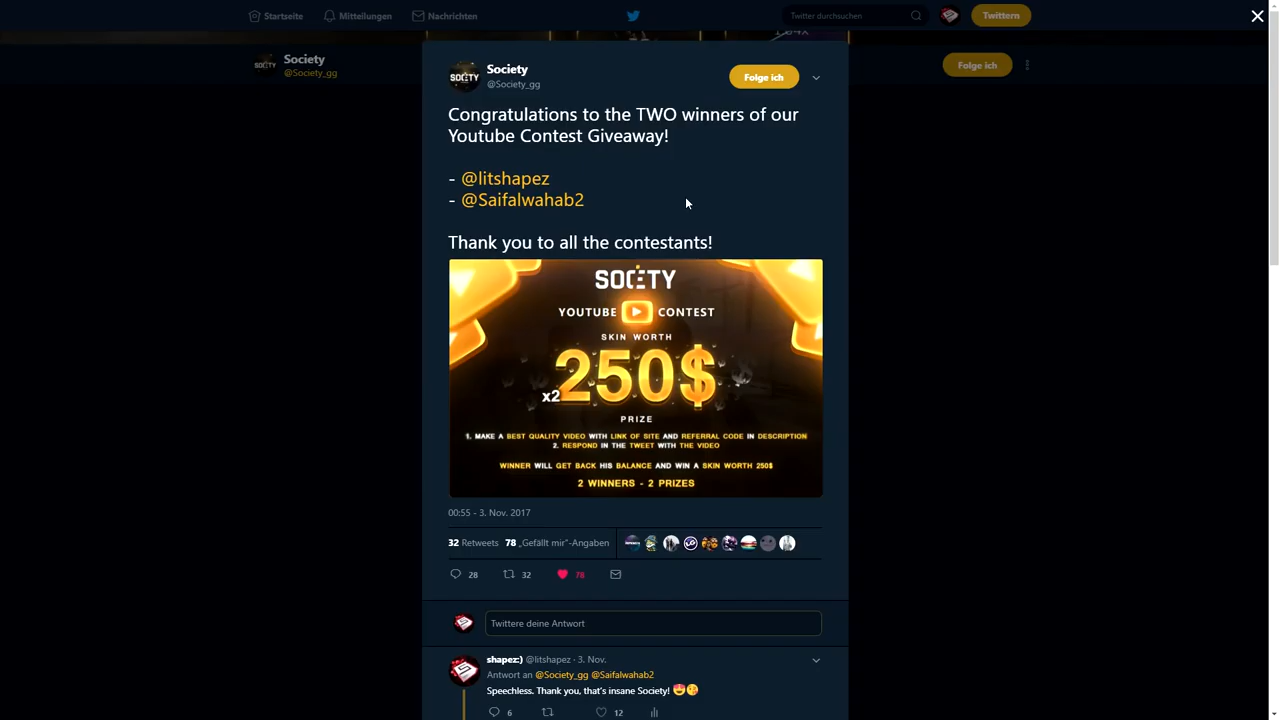 Startseite
Mitteilungen
Nachrichten
Twitter durchsuchen
Twittern
Society
@Society_gg
Folge ich
Society
@Society_gg
Folge ich
Congratulations to the TWO winners of our
Youtube Contest Giveaway!
- @litshapez
- @Saifalwahab2
Thank you to all the contestants!
SOCIETY
YOUTUBE CONTEST
SKIN WORTH
x2 250$
PRIZE
1. MAKE A BEST QUALITY VIDEO WITH LINK OF SITE AND REFERRAL CODE IN DESCRIPTION
2. RESPOND IN THE TWEET WITH THE VIDEO
WINNER WILL GET BACK HIS BALANCE AND WIN A SKIN WORTH 250$
2 WINNERS - 2 PRIZES
00:55 - 3. Nov. 2017
32 Retweets 78 „Gefällt mir“-Angaben
28 32 78
Twittere deine Antwort
shapez:) @litshapez · 3. Nov.
Antwort an @Society_gg @Saifalwahab2
Speechless. Thank you, that's insane Society! 😍😘
6 12